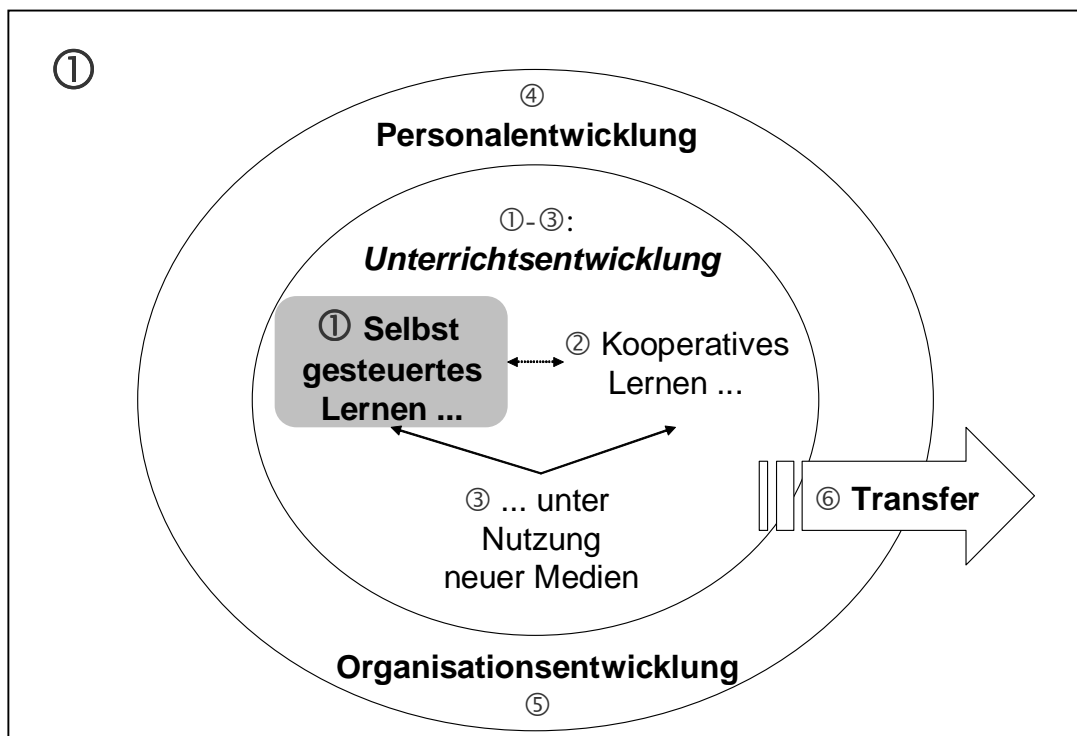 ①
④
Personalentwicklung
①-③:
Unterrichtsentwicklung
① Selbst
gesteuertes
Lernen ...
② Kooperatives
Lernen ...
③ ... unter
Nutzung
neuer Medien
⑥ Transfer
Organisationsentwicklung
⑤